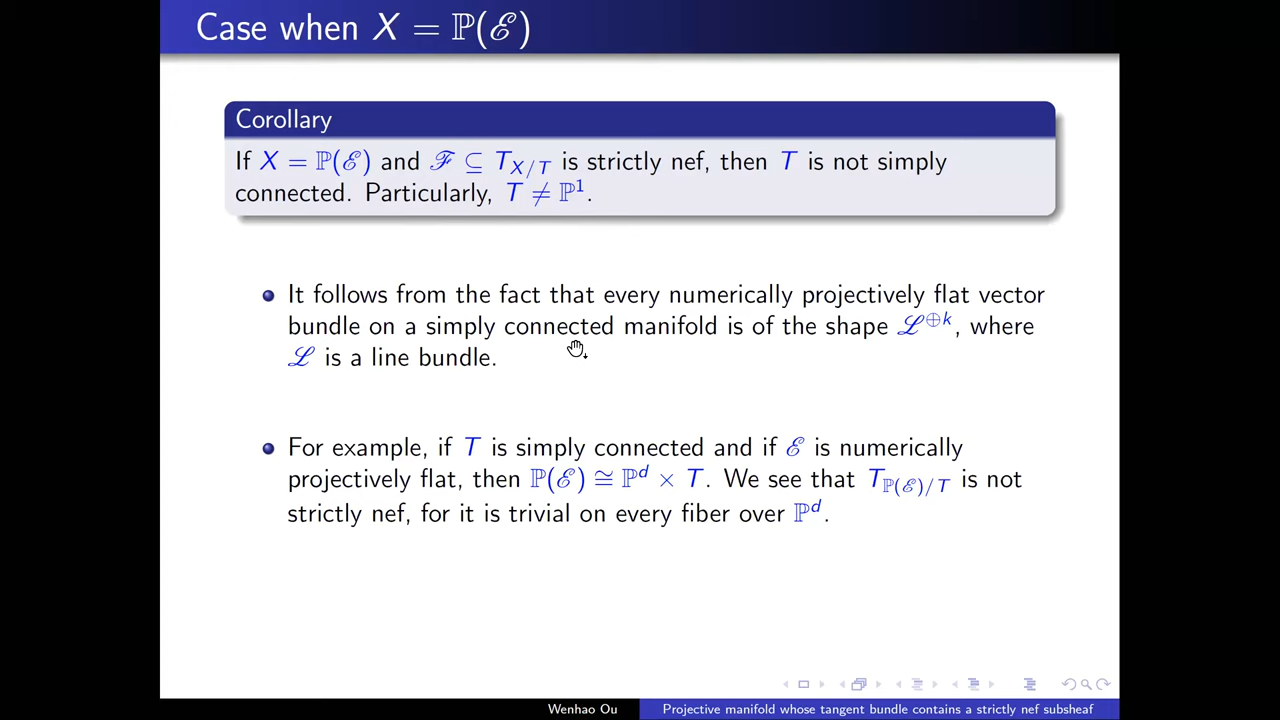 Case when X = ℙ(ℰ)
Corollary
If X = ℙ(ℰ) and ℱ ⊆ T_{X/T} is strictly nef, then T is not simply
connected. Particularly, T ≠ ℙ¹.
It follows from the fact that every numerically projectively flat vector
bundle on a simply connected manifold is of the shape ℒ^{⊕k}, where
ℒ is a line bundle.
For example, if T is simply connected and if ℰ is numerically
projectively flat, then ℙ(ℰ) ≅ ℙ^d × T. We see that T_{ℙ(ℰ)/T} is not
strictly nef, for it is trivial on every fiber over ℙ^d.
Wenhao Ou
Projective manifold whose tangent bundle contains a strictly nef subsheaf